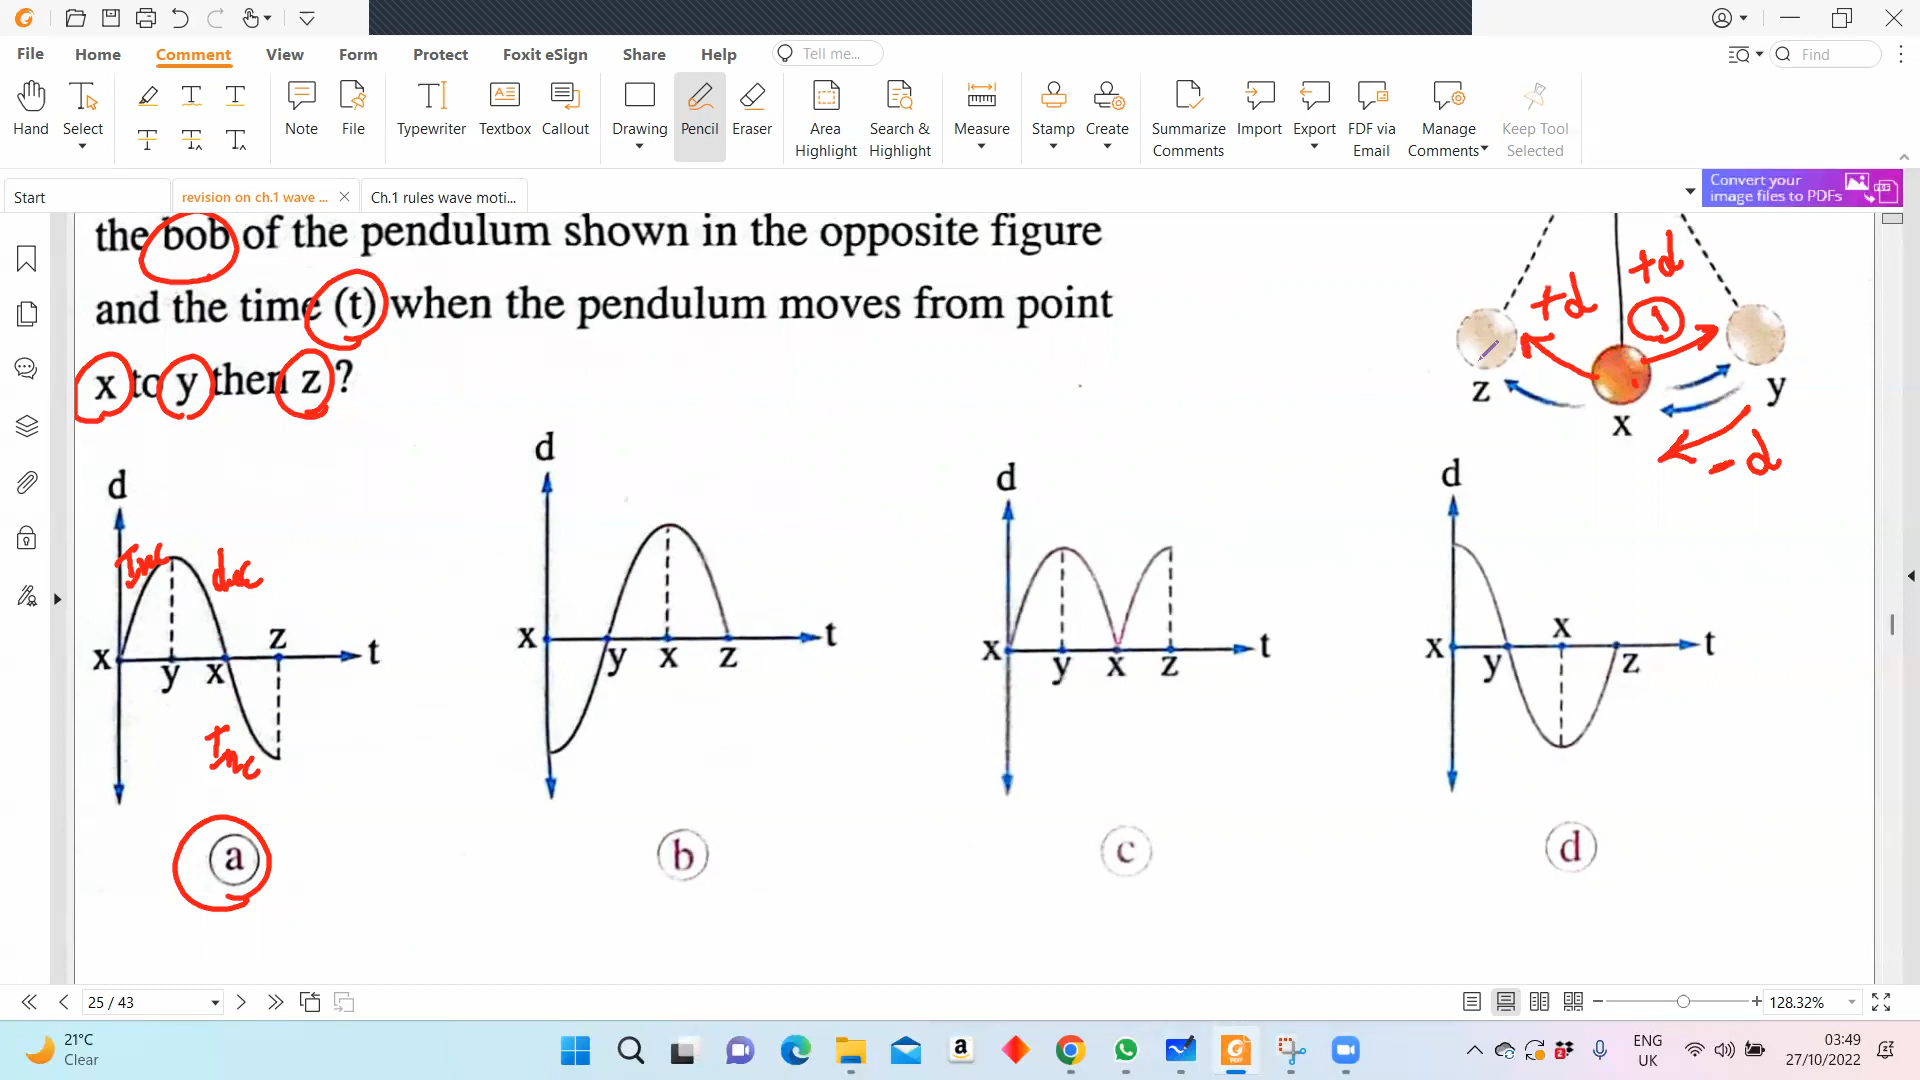 File Home Comment View Form Protect Foxit eSign Share Help Tell me... Find
Hand Select Note File Typewriter Textbox Callout Drawing Pencil Eraser Area Highlight Search & Highlight Measure Stamp Create Summarize Comments Import Export FDF via Email Manage Comments Keep Tool Selected
Start revision on ch.1 wave ... Ch.1 rules wave moti... Convert your image files to PDFs
the bob of the pendulum shown in the opposite figure
and the time (t) when the pendulum moves from point
x to y then z ?
+d +d 1
z x y
-d
d Inc dec x y x z t Inc
d x y x z t
d x y x z t
d x y x z t
a b c d
25 / 43 128.32%
21°C
Clear
ENG
UK
03:49
27/10/2022